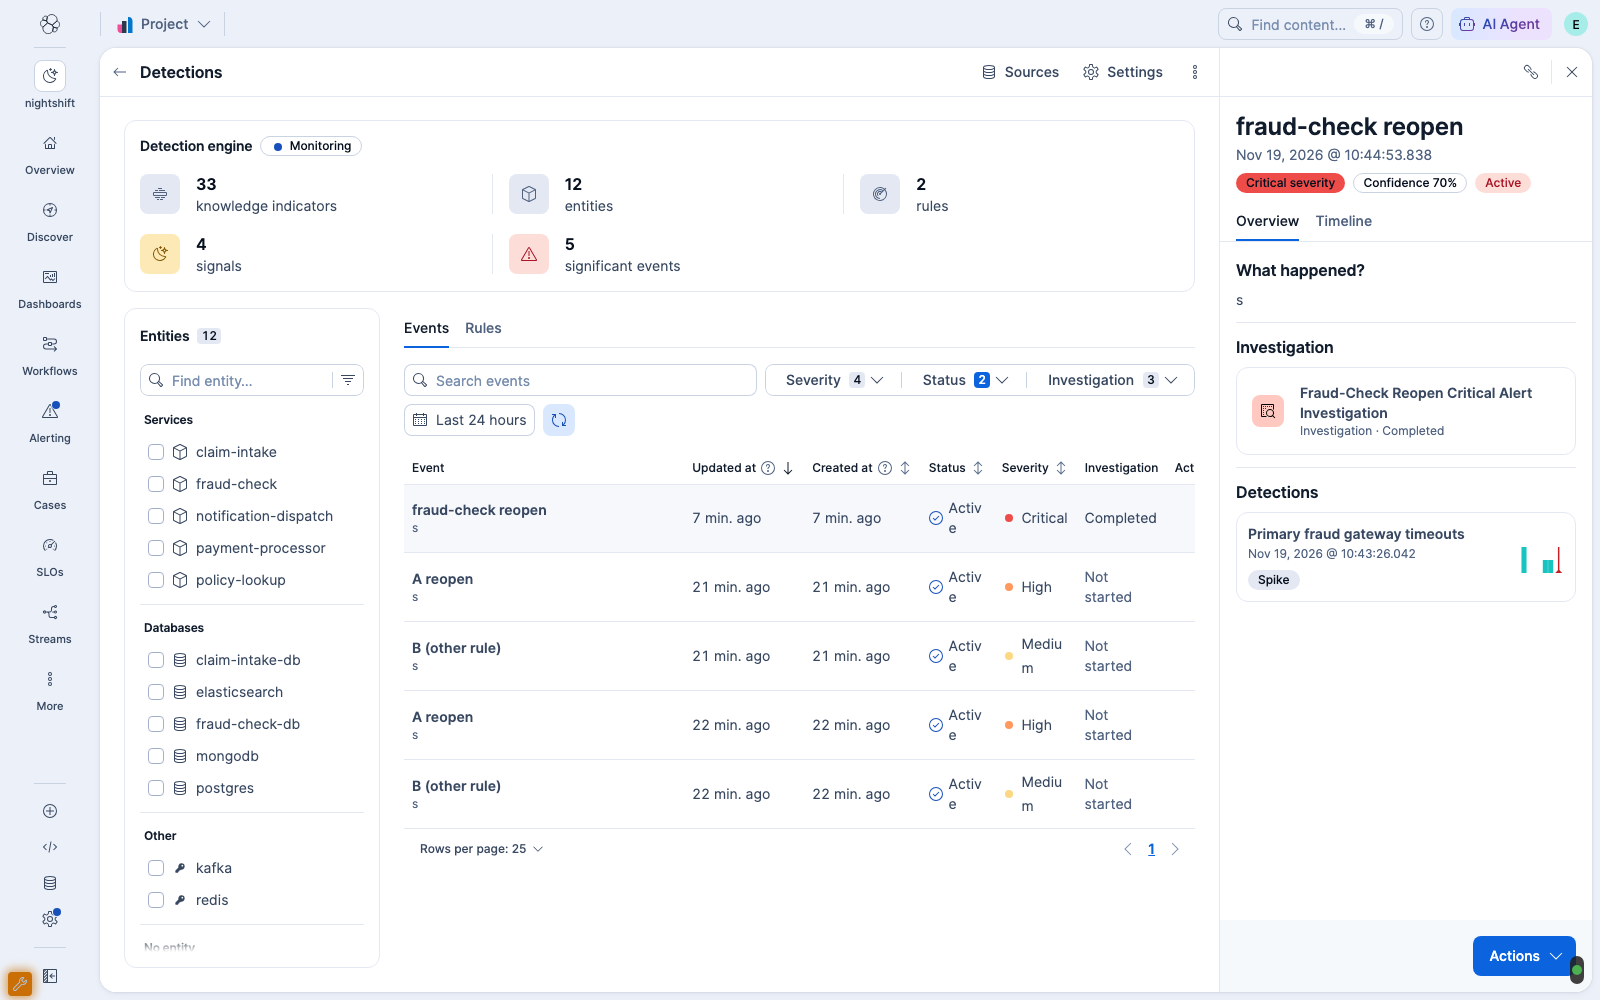 Project
Find content...
⌘ /
AI Agent
E
nightshift
Overview
Discover
Dashboards
Workflows
Alerting
Cases
SLOs
Streams
More
Detections
Sources
Settings
Detection engine
Monitoring
33
knowledge indicators
12
entities
2
rules
4
signals
5
significant events
Entities 12
Find entity...
Services
claim-intake
fraud-check
notification-dispatch
payment-processor
policy-lookup
Databases
claim-intake-db
elasticsearch
fraud-check-db
mongodb
postgres
Other
kafka
redis
No entity
Events
Rules
Search events
Severity 4
Status 2
Investigation 3
Last 24 hours
Event
Updated at
Created at
Status
Severity
Investigation
Act
fraud-check reopen
s
7 min. ago
7 min. ago
Activ
e
Critical
Completed
A reopen
s
21 min. ago
21 min. ago
Activ
e
High
Not
started
B (other rule)
s
21 min. ago
21 min. ago
Activ
e
Mediu
m
Not
started
A reopen
s
22 min. ago
22 min. ago
Activ
e
High
Not
started
B (other rule)
s
22 min. ago
22 min. ago
Activ
e
Mediu
m
Not
started
Rows per page: 25
1
fraud-check reopen
Nov 19, 2026 @ 10:44:53.838
Critical severity
Confidence 70%
Active
Overview
Timeline
What happened?
s
Investigation
Fraud-Check Reopen Critical Alert
Investigation
Investigation · Completed
Detections
Primary fraud gateway timeouts
Nov 19, 2026 @ 10:43:26.042
Spike
Actions